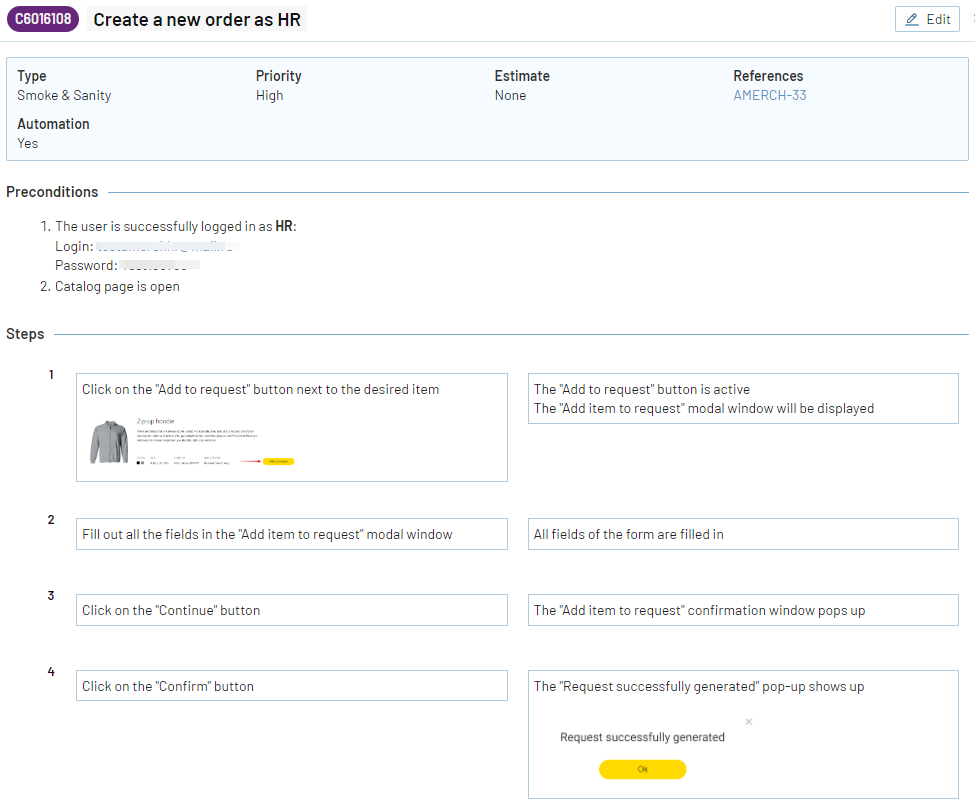 C6016108 Create a new order as HR
Edit
Type Priority Estimate References
Smoke & Sanity High None AMERCH-33
Automation
Yes
Preconditions
1. The user is successfully logged in as HR:
Login:
Password:
2. Catalog page is open
Steps
1
Click on the "Add to request" button next to the desired item
Zip-up hoodie
The "Add to request" button is active
The "Add item to request" modal window will be displayed
2
Fill out all the fields in the "Add item to request" modal window
All fields of the form are filled in
3
Click on the "Continue" button
The "Add item to request" confirmation window pops up
4
Click on the "Confirm" button
The "Request successfully generated" pop-up shows up
Request successfully generated
Ok